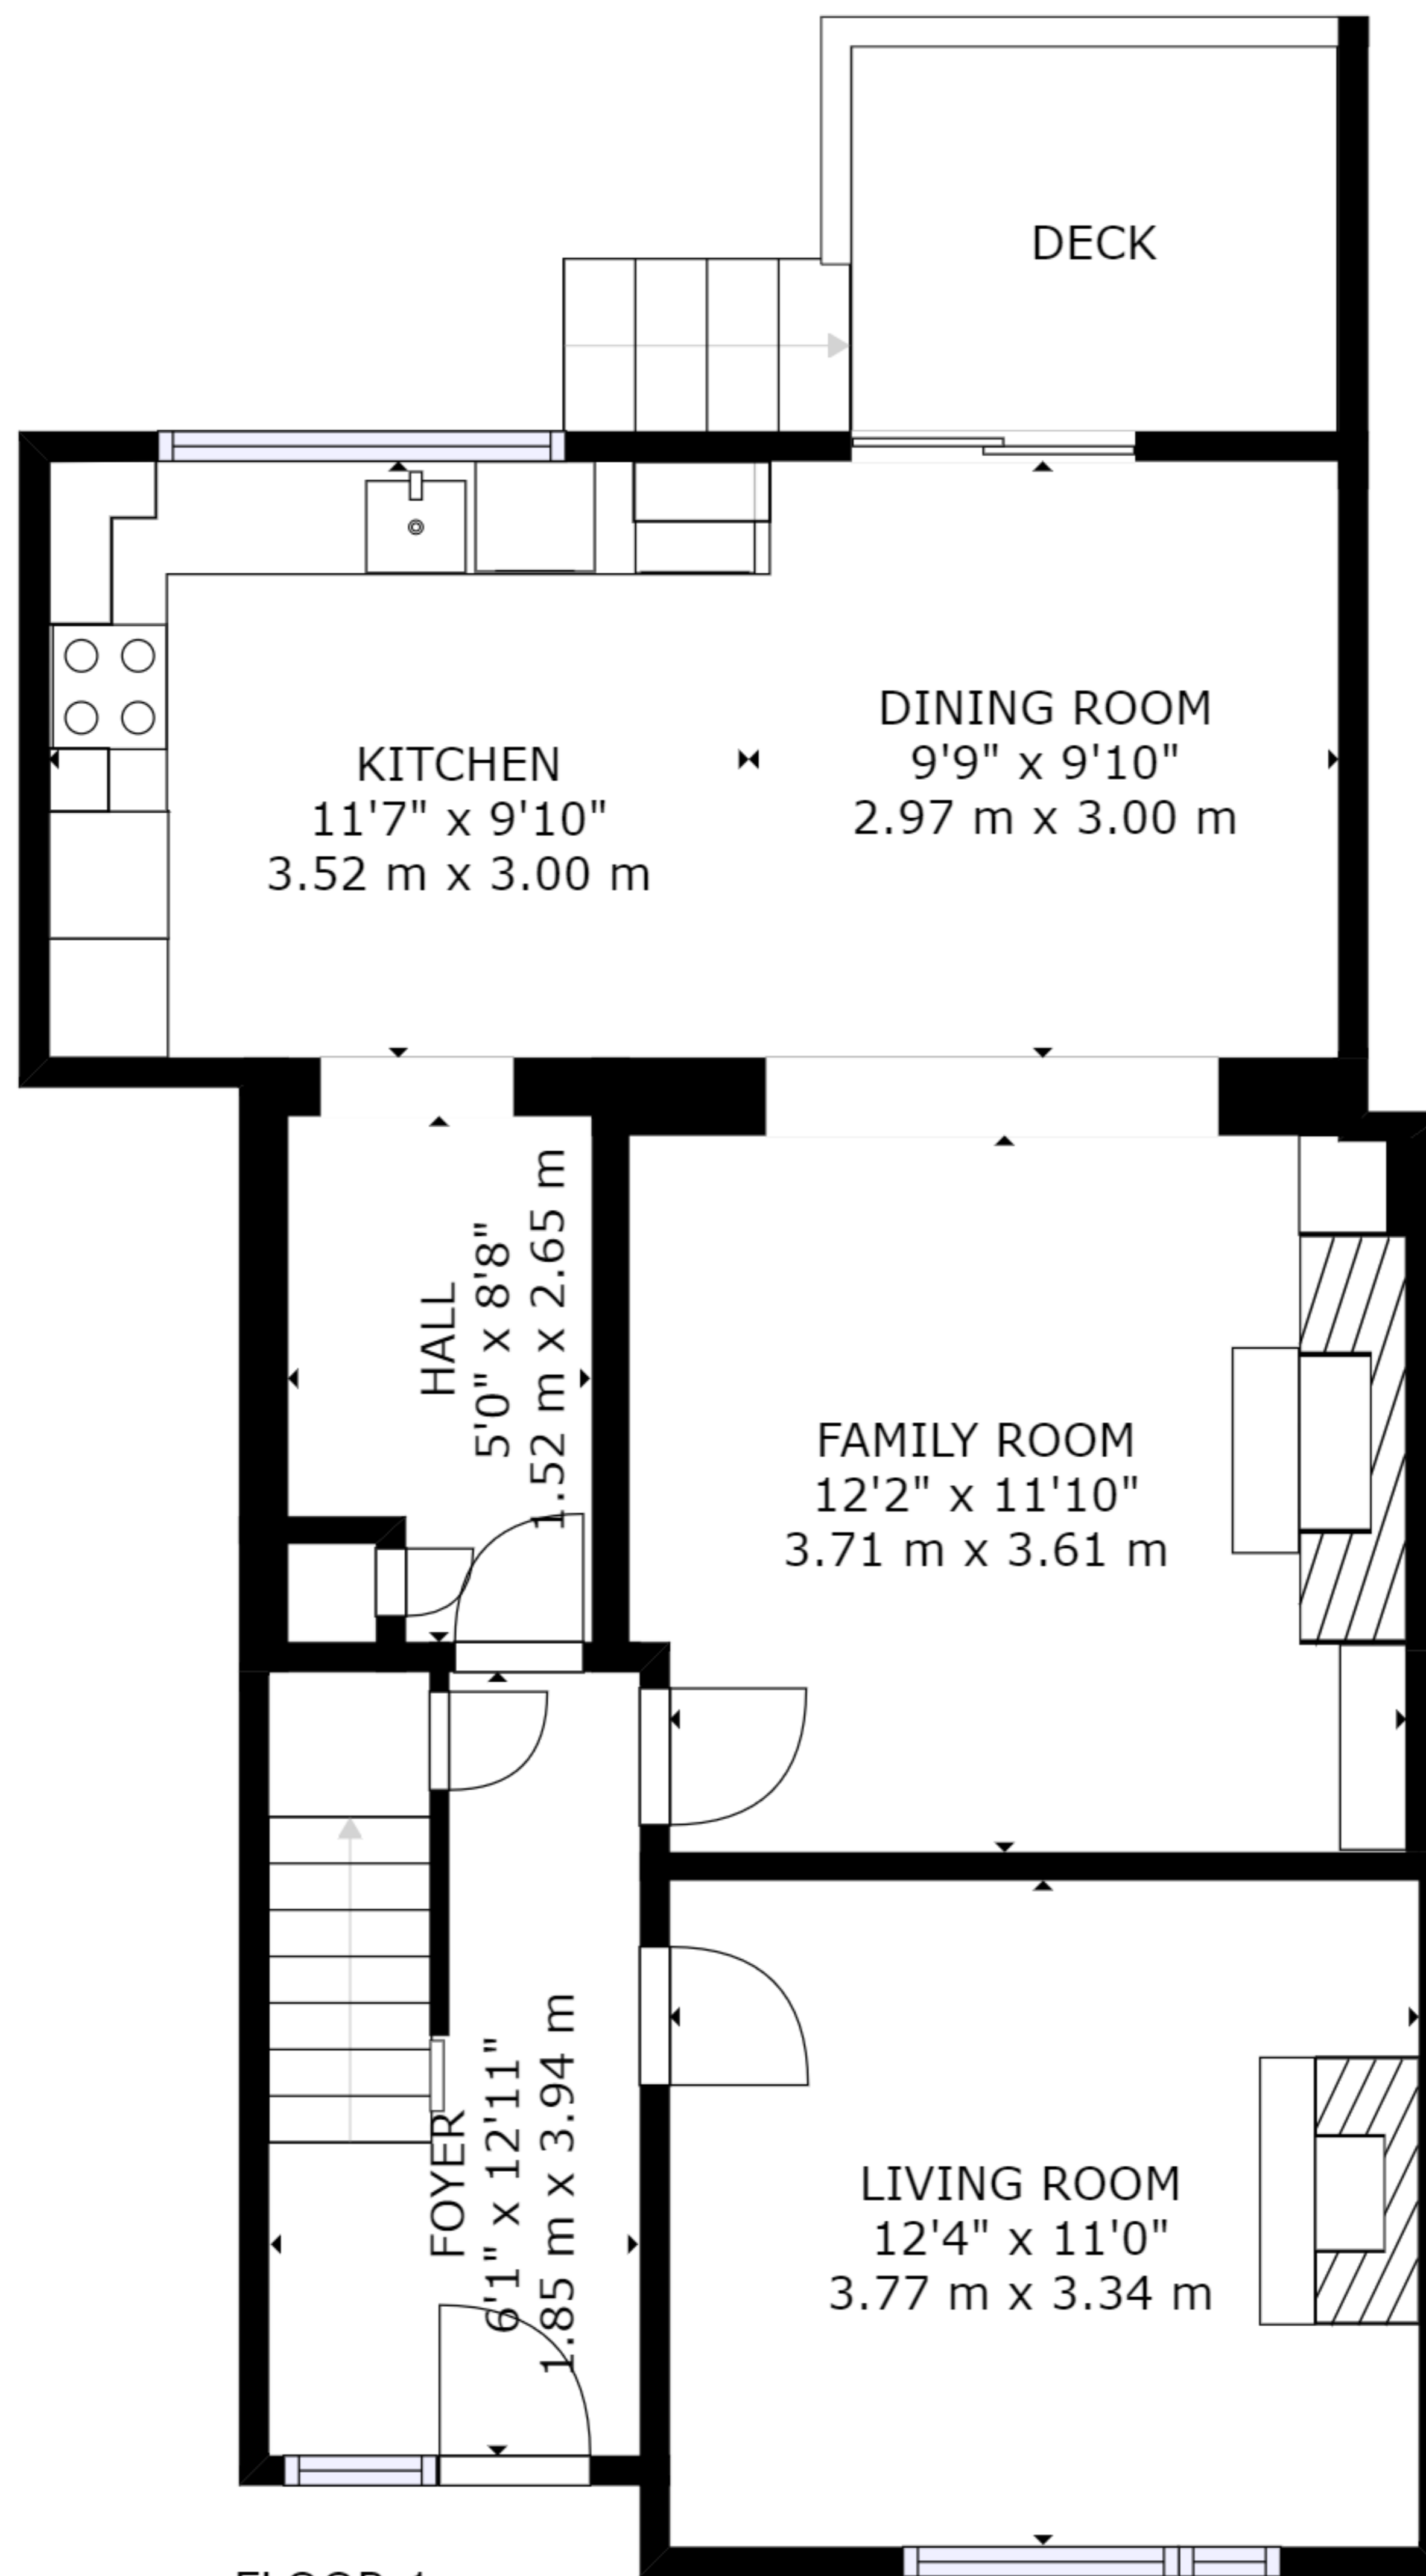 DECK
DINING ROOM
9'9" x 9'10"
2.97 m x 3.00 m
KITCHEN
11'7" x 9'10"
3.52 m x 3.00 m
HALL
5'0" x 8'8"
1.52 m x 2.65 m
FAMILY ROOM
12'2" x 11'10"
3.71 m x 3.61 m
FOYER
6'1" x 12'11"
1.85 m x 3.94 m
LIVING ROOM
12'4" x 11'0"
3.77 m x 3.34 m